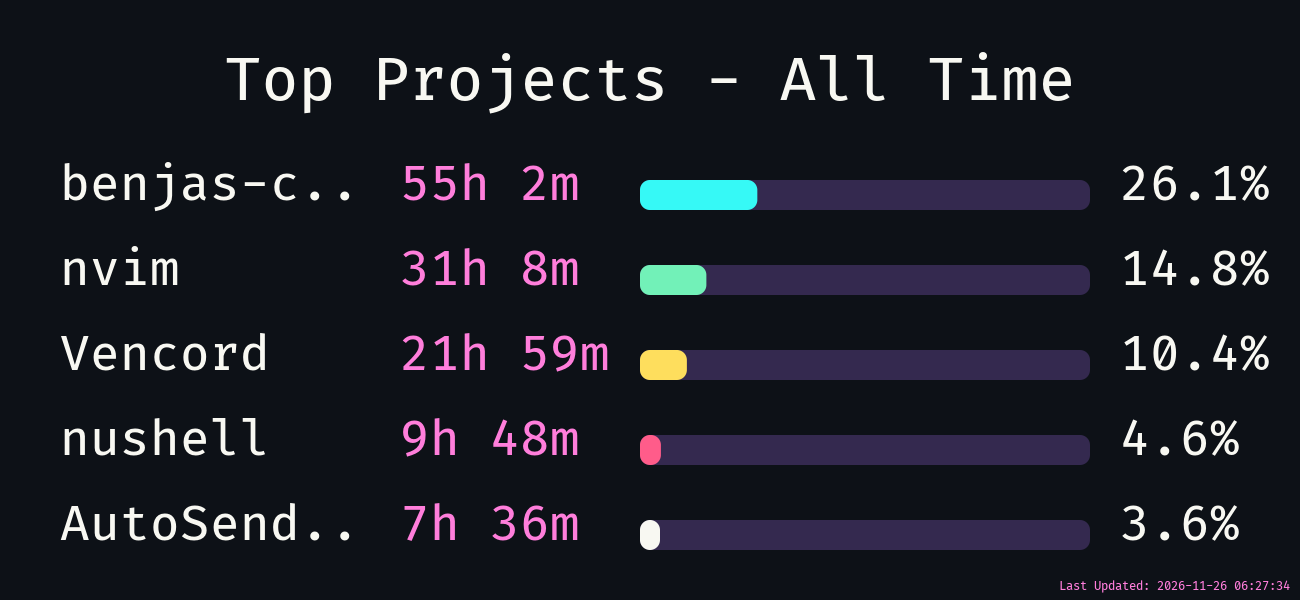 Top Projects - All Time
benjas-c.. 55h 2m 26.1%
nvim 31h 8m 14.8%
Vencord 21h 59m 10.4%
nushell 9h 48m 4.6%
AutoSend.. 7h 36m 3.6%
Last Updated: 2026-11-26 06:27:34